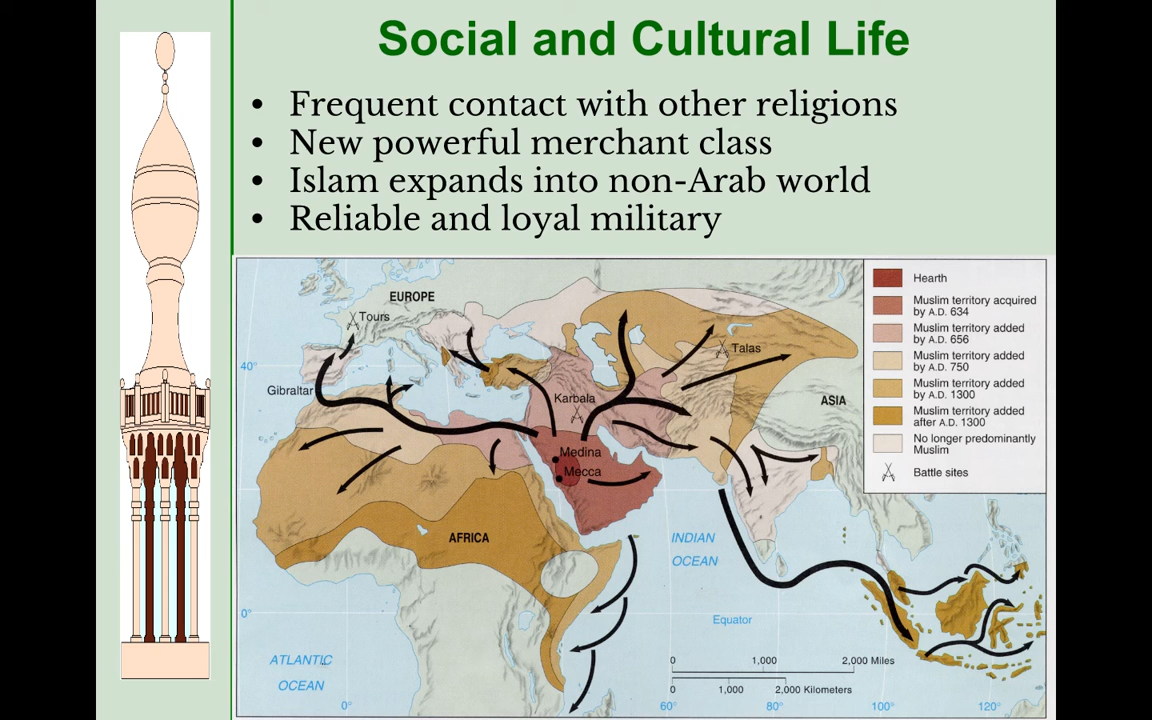 Social and Cultural Life
• Frequent contact with other religions
• New powerful merchant class
• Islam expands into non-Arab world
• Reliable and loyal military
EUROPE
Tours
40°
Gibraltar
Talas
Karbala
ASIA
Medina
Mecca
AFRICA
INDIAN
OCEAN
0°
Equator
ATLANTIC
OCEAN
0 1,000 2,000 Miles
0 1,000 2,000 Kilometers
0° 60° 80° 100° 120°
Hearth
Muslim territory acquired
by A.D. 634
Muslim territory added
by A.D. 656
Muslim territory added
by A.D. 750
Muslim territory added
by A.D. 1300
Muslim territory added
after A.D. 1300
No longer predominantly
Muslim
Battle sites